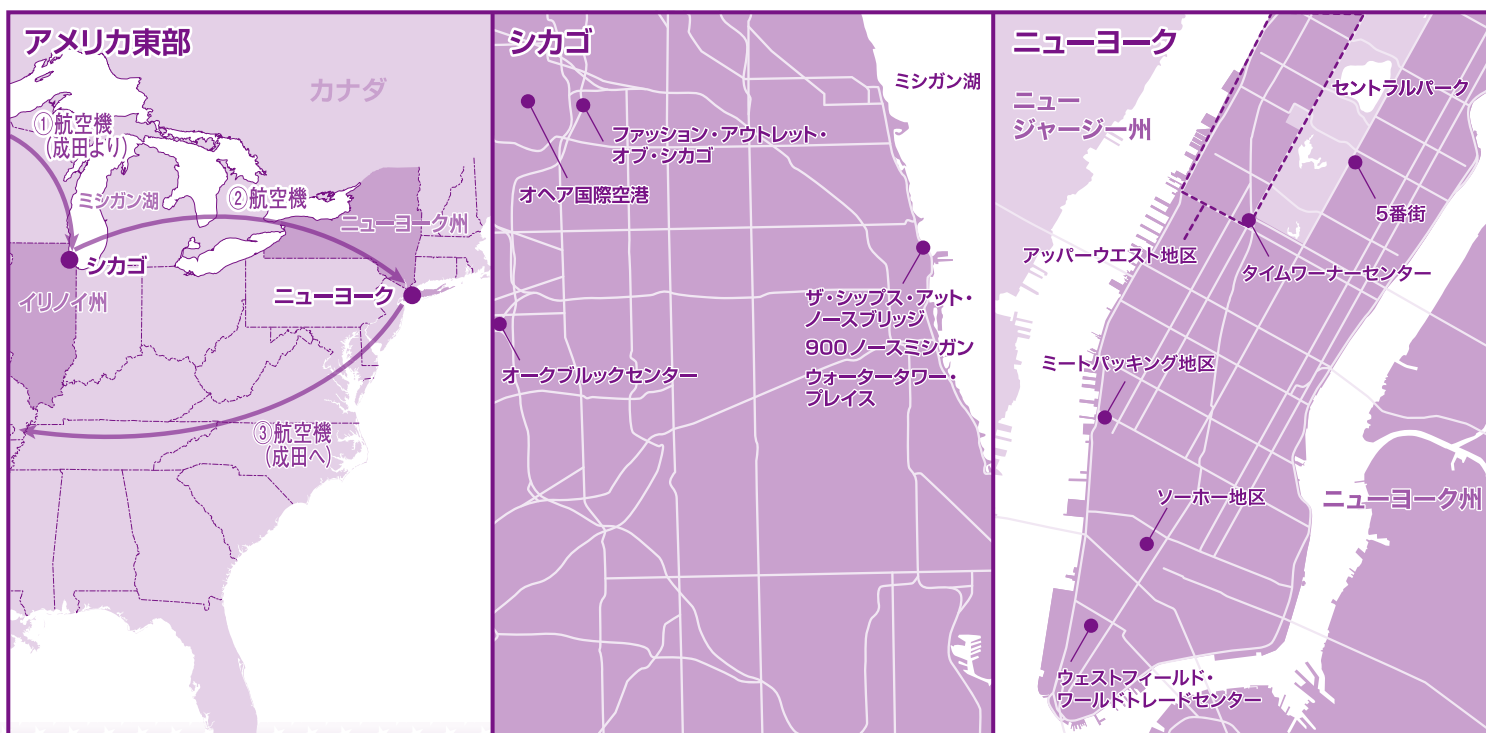 アメリカ東部
カナダ
①航空機
(成田より)
ミシガン湖
②航空機
ニューヨーク州
シカゴ
イリノイ州
ニューヨーク
③航空機
(成田へ)
シカゴ
ミシガン湖
ファッション・アウトレット・
オブ・シカゴ
オヘア国際空港
ザ・シップス・アット・
ノースブリッジ
900ノースミシガン
ウォータータワー・
プレイス
オークブルックセンター
ニューヨーク
ニュー
ジャージー州
セントラルパーク
5番街
アッパーウエスト地区
タイムワーナーセンター
ミートパッキング地区
ソーホー地区
ニューヨーク州
ウェストフィールド・
ワールドトレードセンター